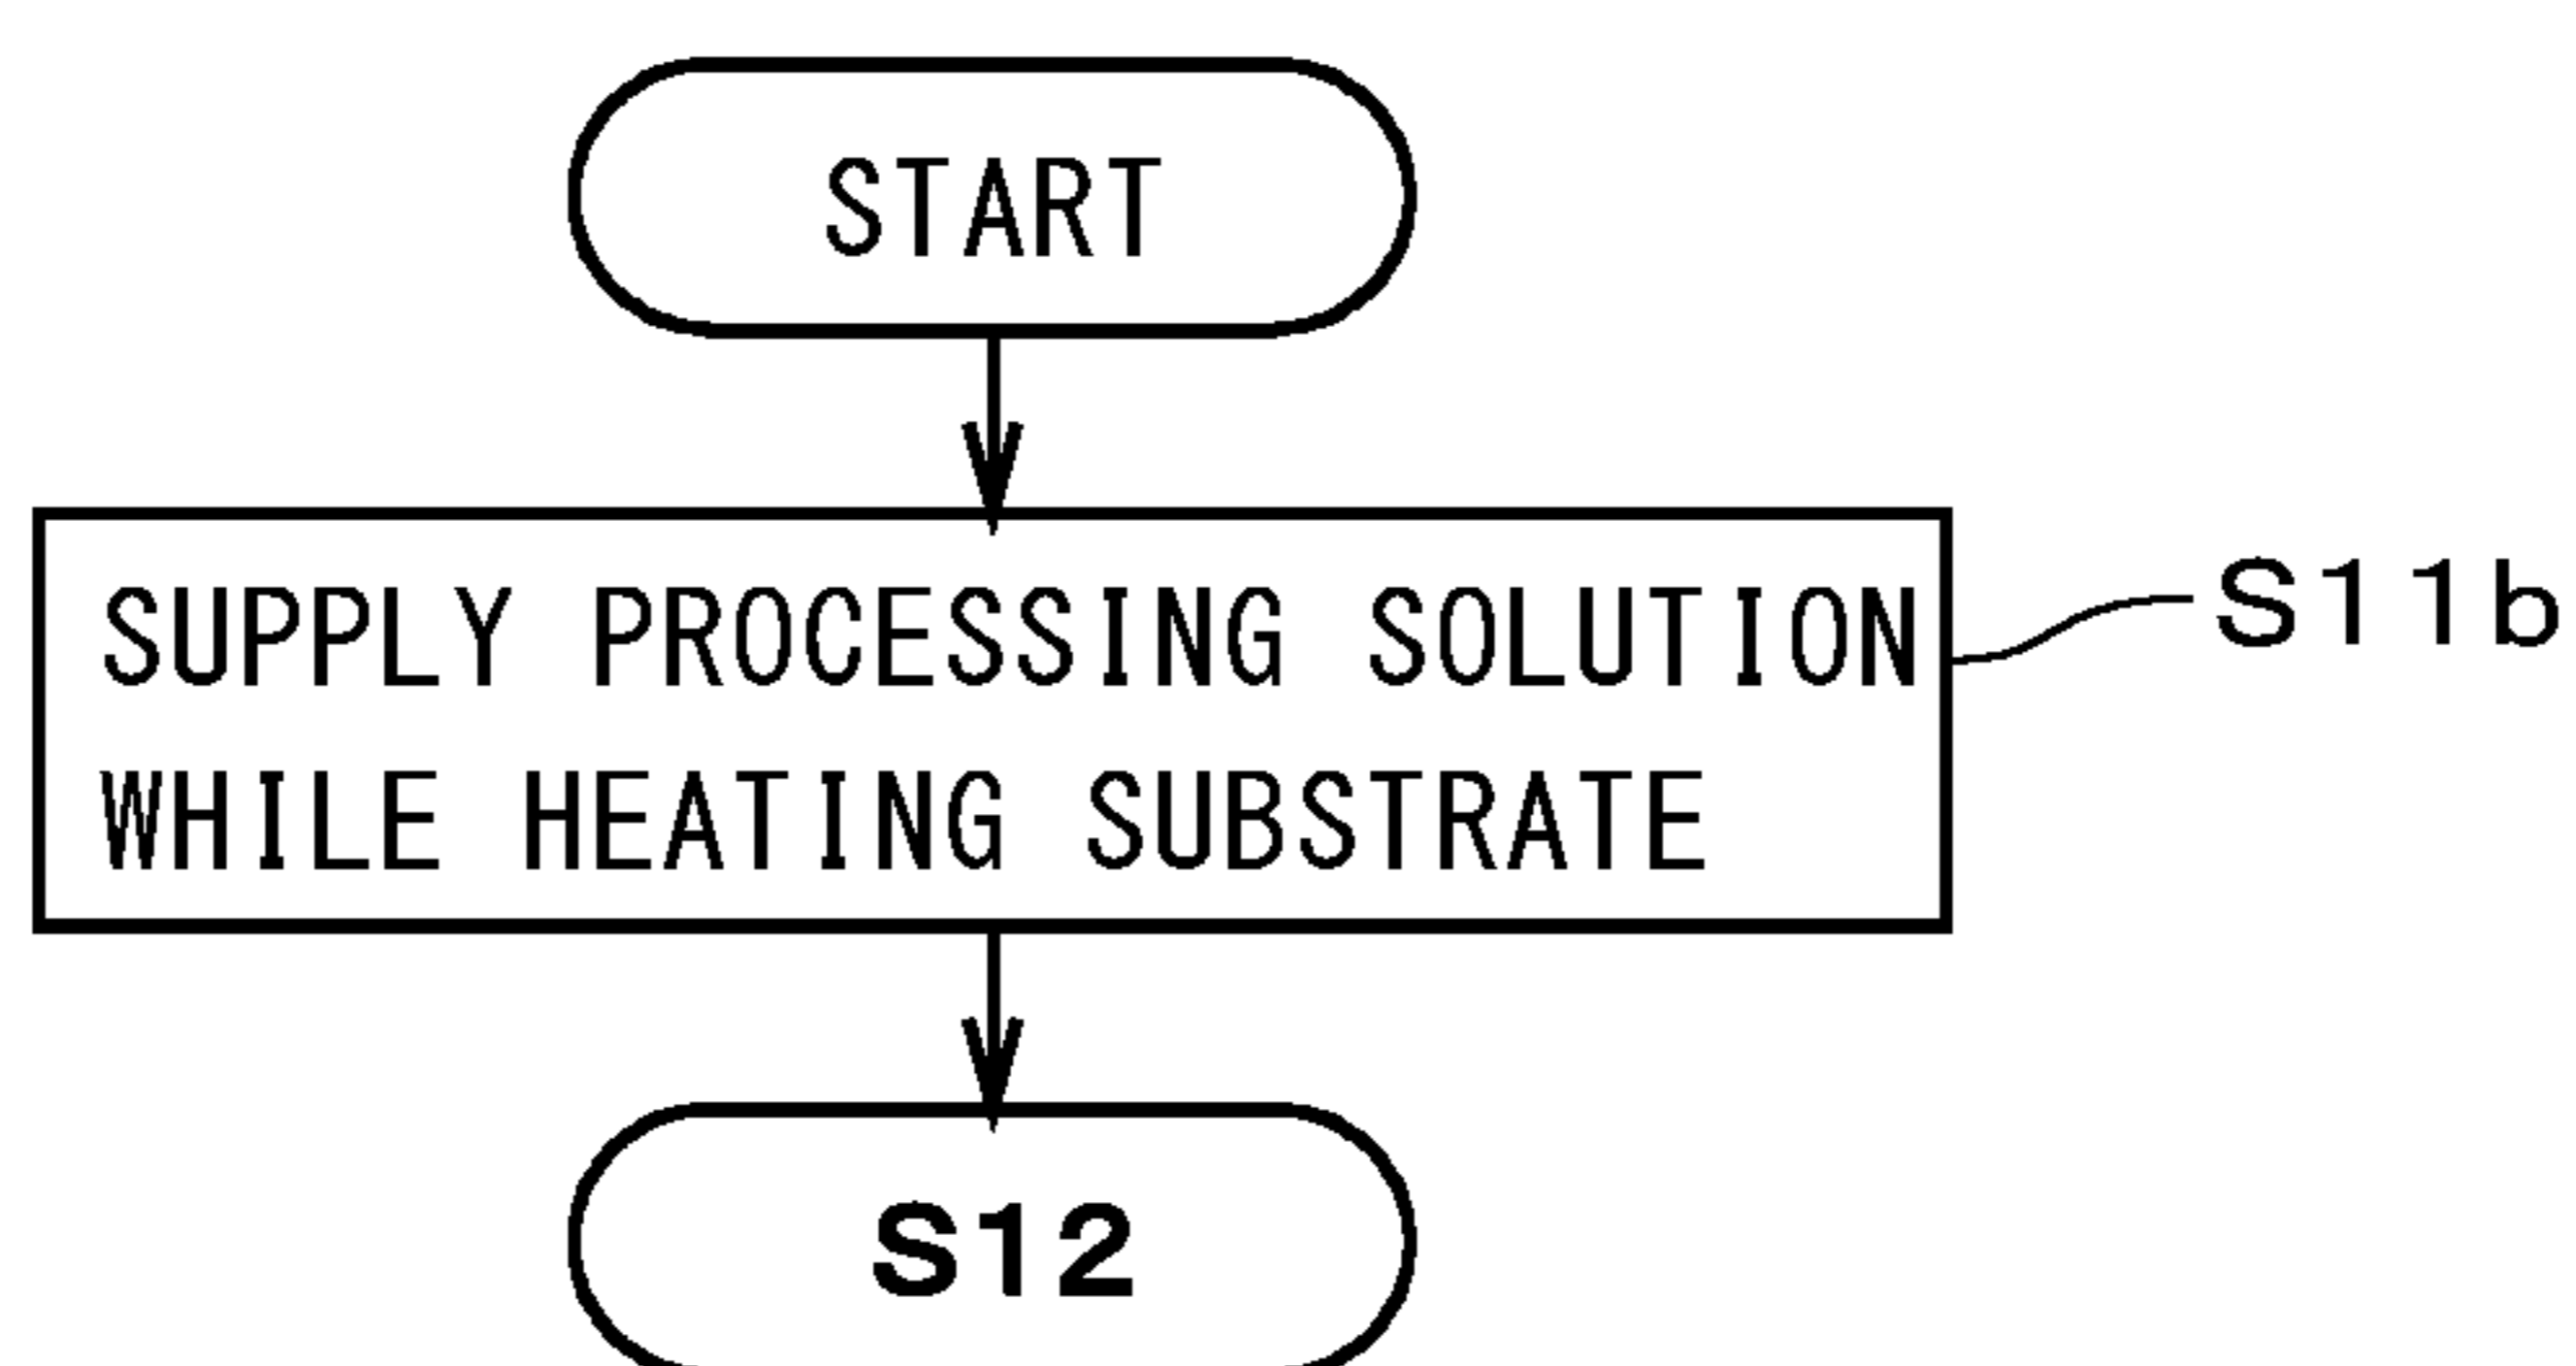 START
SUPPLY PROCESSING SOLUTION
WHILE HEATING SUBSTRATE
S11b
S12